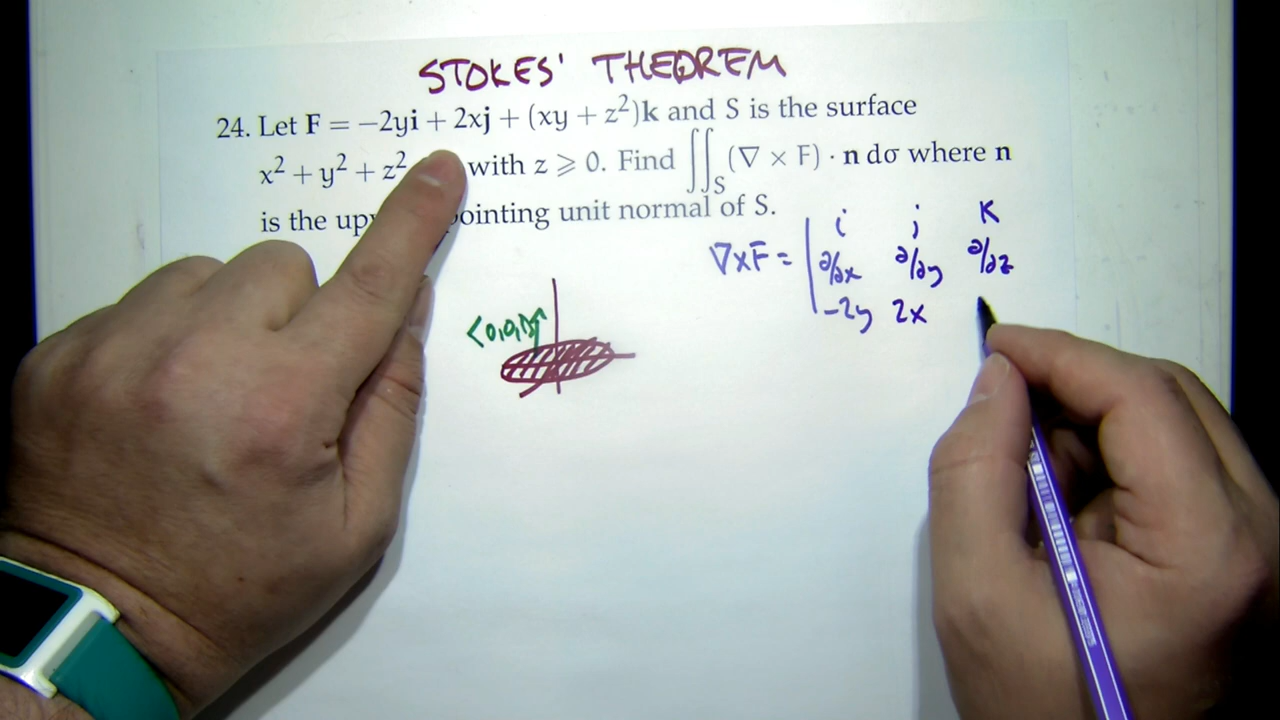 STOKES' THEOREM
24. Let F = −2yi + 2xj + (xy + z²)k and S is the surface
x² + y² + z² with z ⩾ 0. Find ∬_S (∇ × F) · n dσ where n
is the pointing unit normal of S.
i j K
∇×F = | ∂/∂x ∂/∂y ∂/∂z
-2y 2x